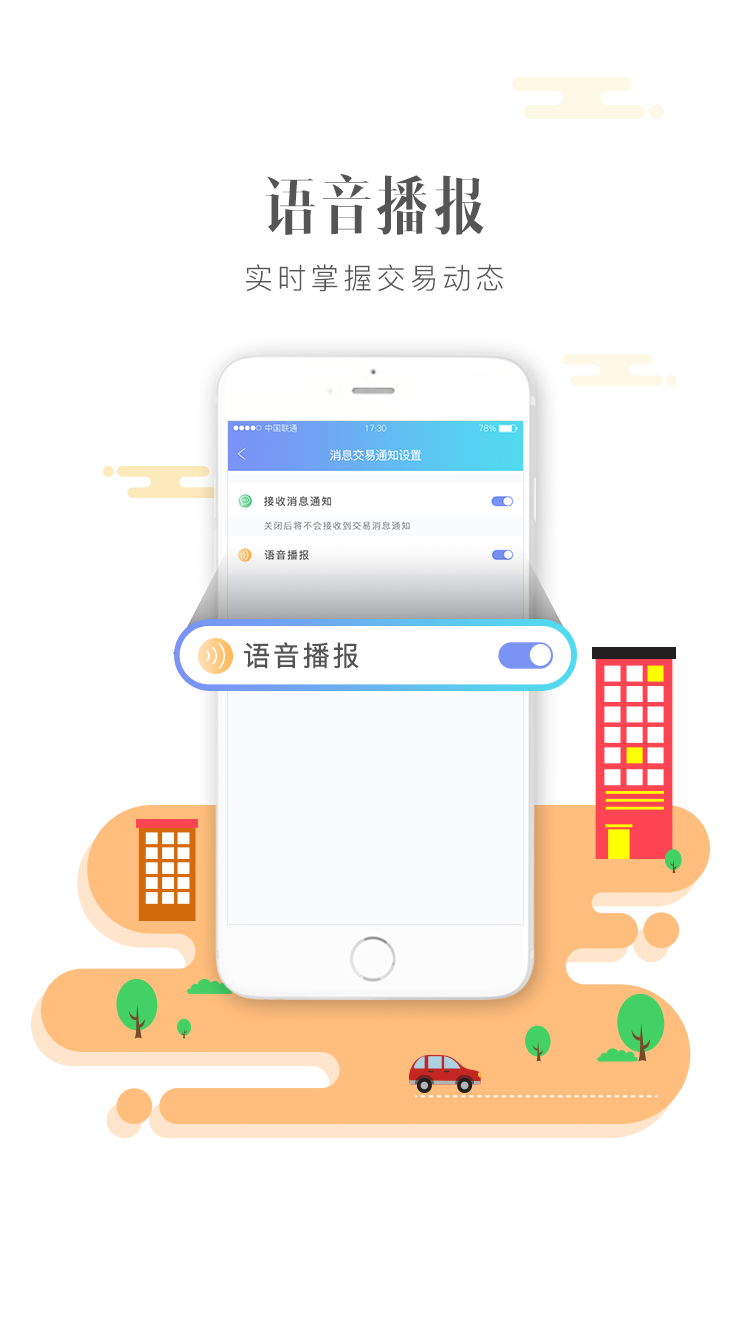 语音播报
实时掌握交易动态
中国联通 17:30 78%
消息交易通知设置
接收消息通知
关闭后将不会接收到交易消息通知
语音播报
语音播报